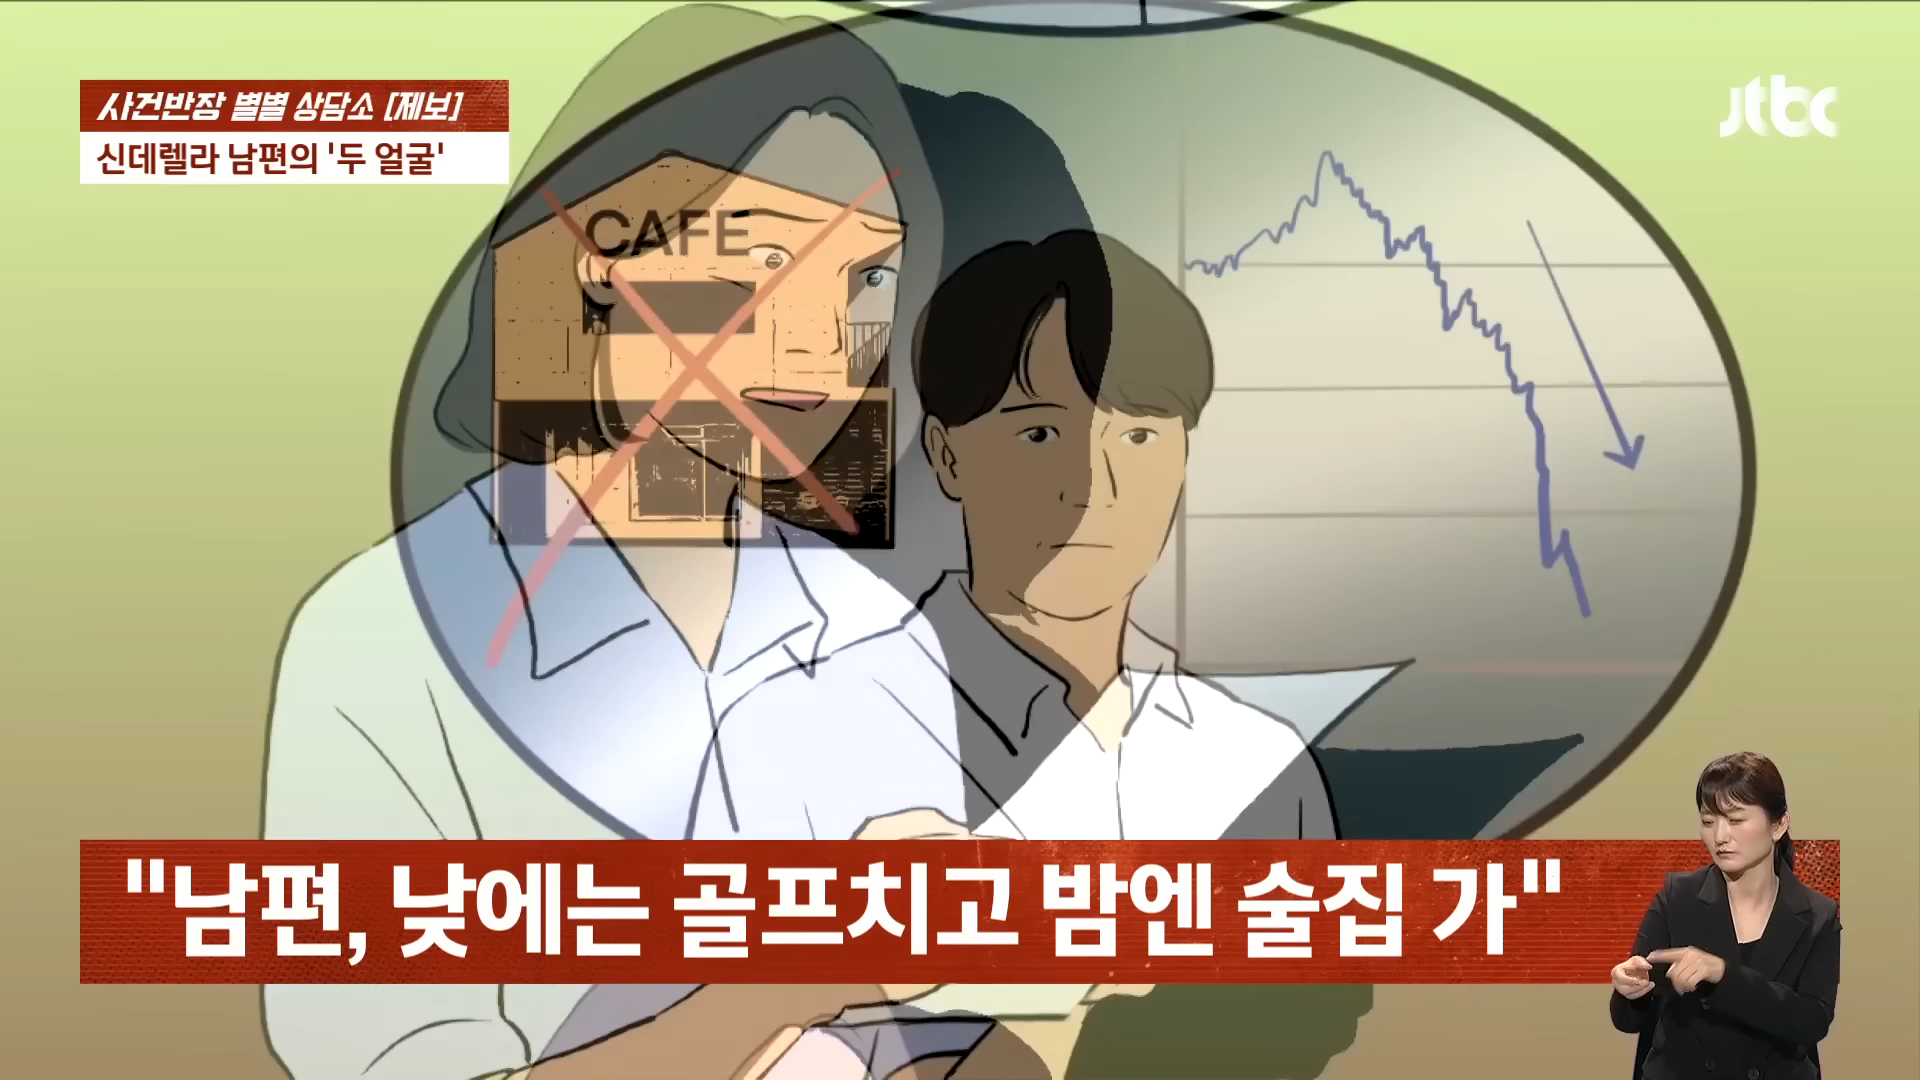 사건반장 별별 상담소 [제보]
신데렐라 남편의 '두 얼굴'
jtbc
CAFE
"남편, 낮에는 골프치고 밤엔 술집 가"